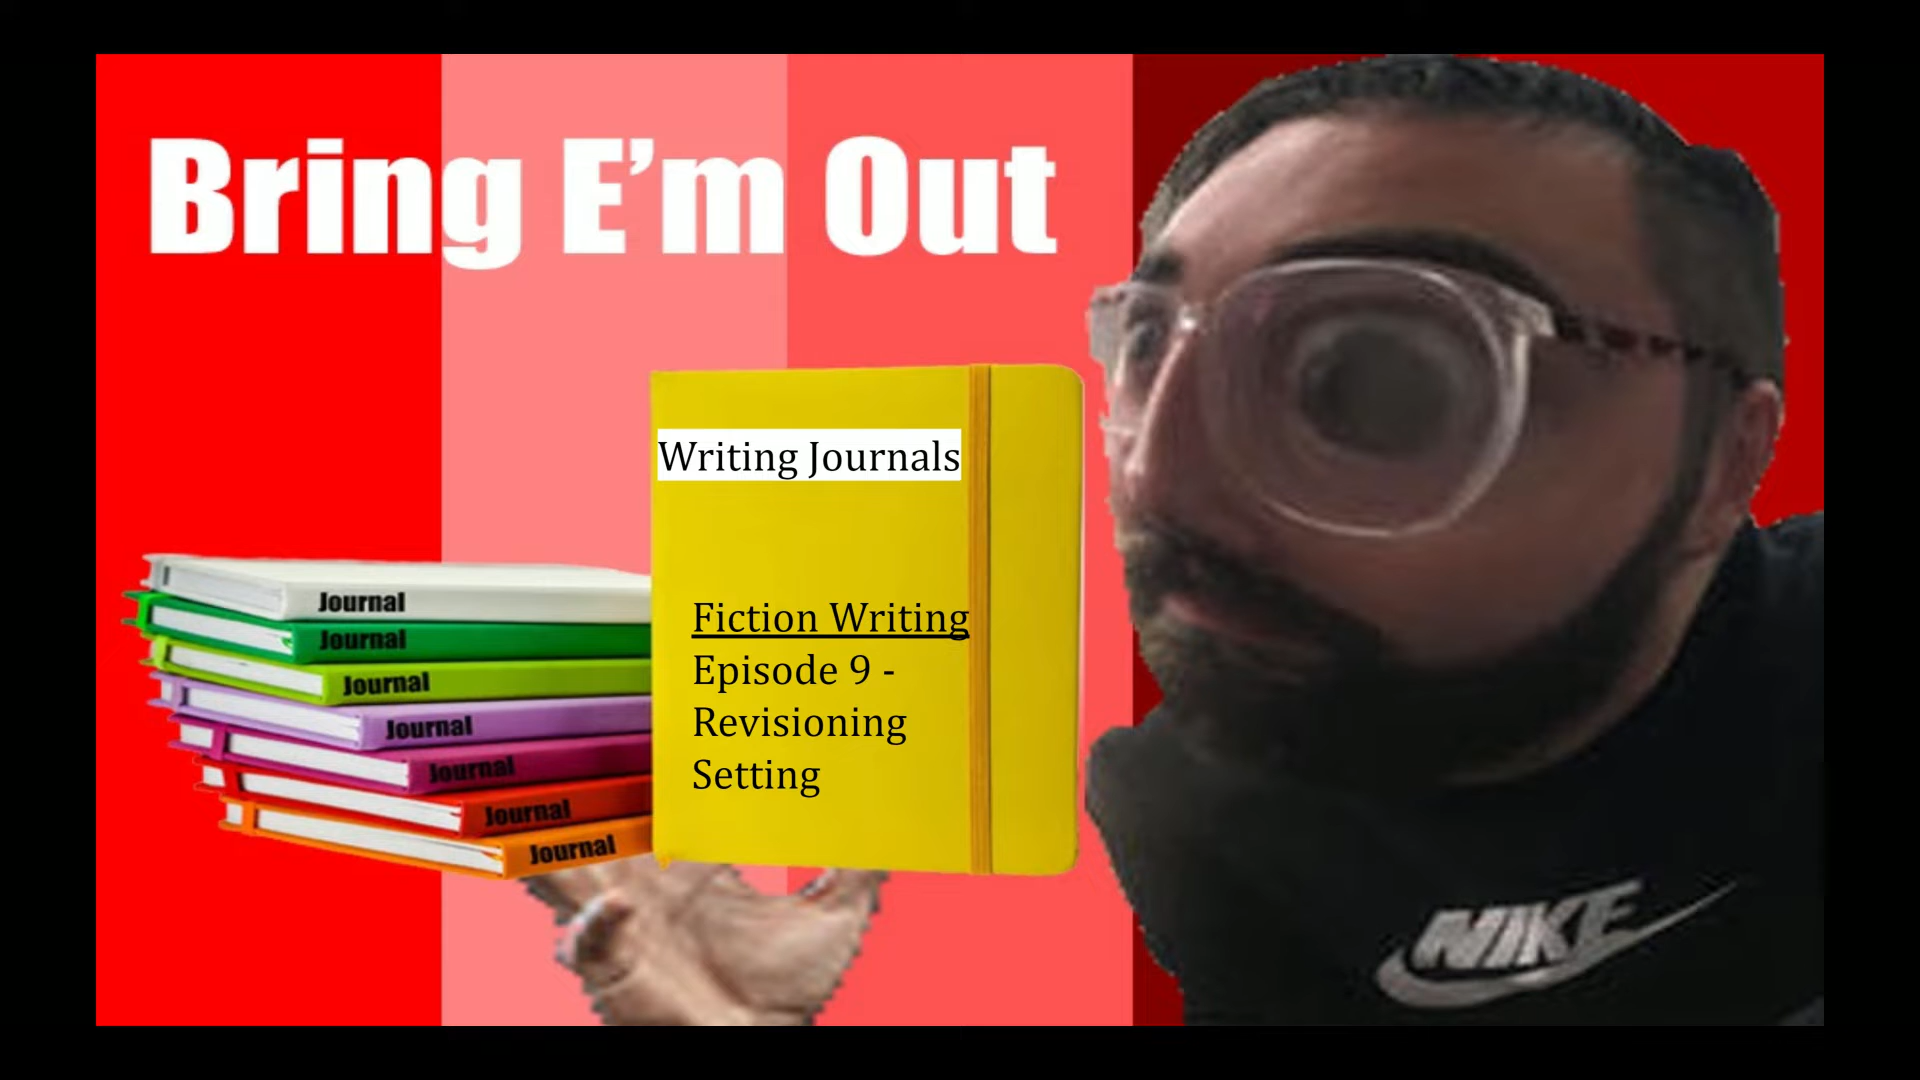 Bring E’m Out
Writing Journals
Fiction Writing
Episode 9 -
Revisioning
Setting
Journal
Journal
Journal
Journal
Journal
Journal
Journal
NIKE